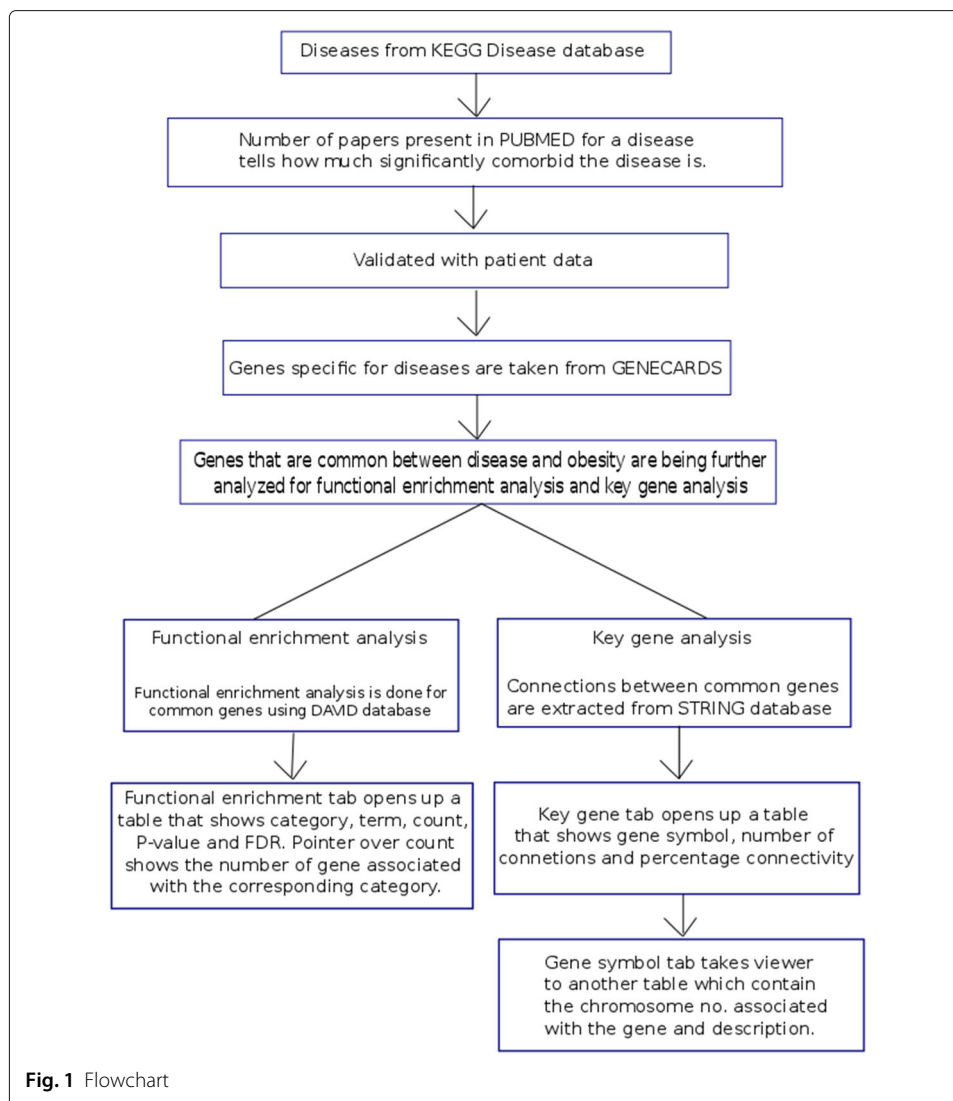 Diseases from KEGG Disease database
Number of papers present in PUBMED for a disease
tells how much significantly comorbid the disease is.
Validated with patient data
Genes specific for diseases are taken from GENECARDS
Genes that are common between disease and obesity are being further
analyzed for functional enrichment analysis and key gene analysis
Functional enrichment analysis
Functional enrichment analysis is done for
common genes using DAVID database
Functional enrichment tab opens up a
table that shows category, term, count,
P-value and FDR. Pointer over count
shows the number of gene associated
with the corresponding category.
Key gene analysis
Connections between common genes
are extracted from STRING database
Key gene tab opens up a table
that shows gene symbol, number of
connetions and percentage connectivity
Gene symbol tab takes viewer
to another table which contain
the chromosome no. associated
with the gene and description.
Fig. 1 Flowchart